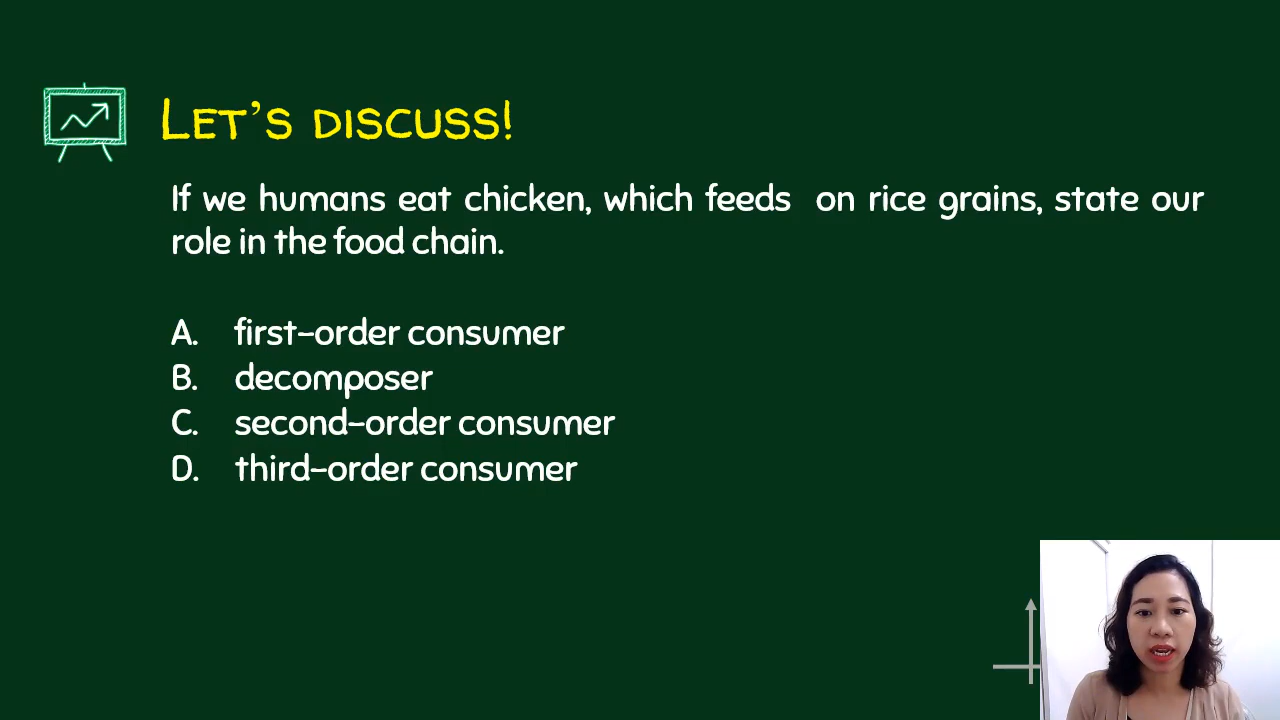 Let's discuss!
If we humans eat chicken, which feeds on rice grains, state our
role in the food chain.
A. first-order consumer
B. decomposer
C. second-order consumer
D. third-order consumer